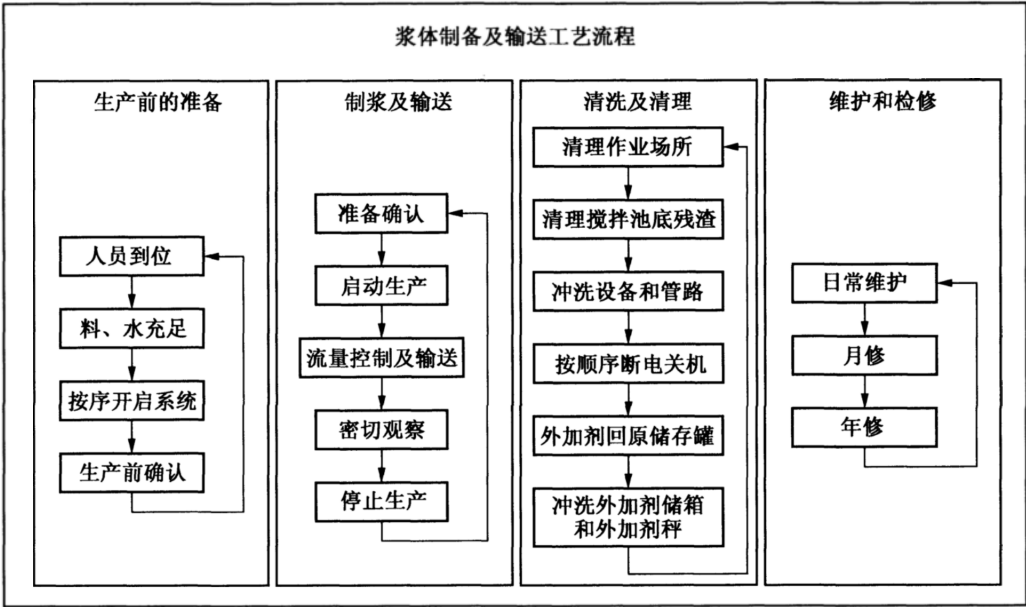 浆体制备及输送工艺流程
生产前的准备
人员到位
料、水充足
按序开启系统
生产前确认
制浆及输送
准备确认
启动生产
流量控制及输送
密切观察
停止生产
清洗及清理
清理作业场所
清理搅拌池底残渣
冲洗设备和管路
按顺序断电关机
外加剂回原储存罐
冲洗外加剂储箱
和外加剂秤
维护和检修
日常维护
月修
年修